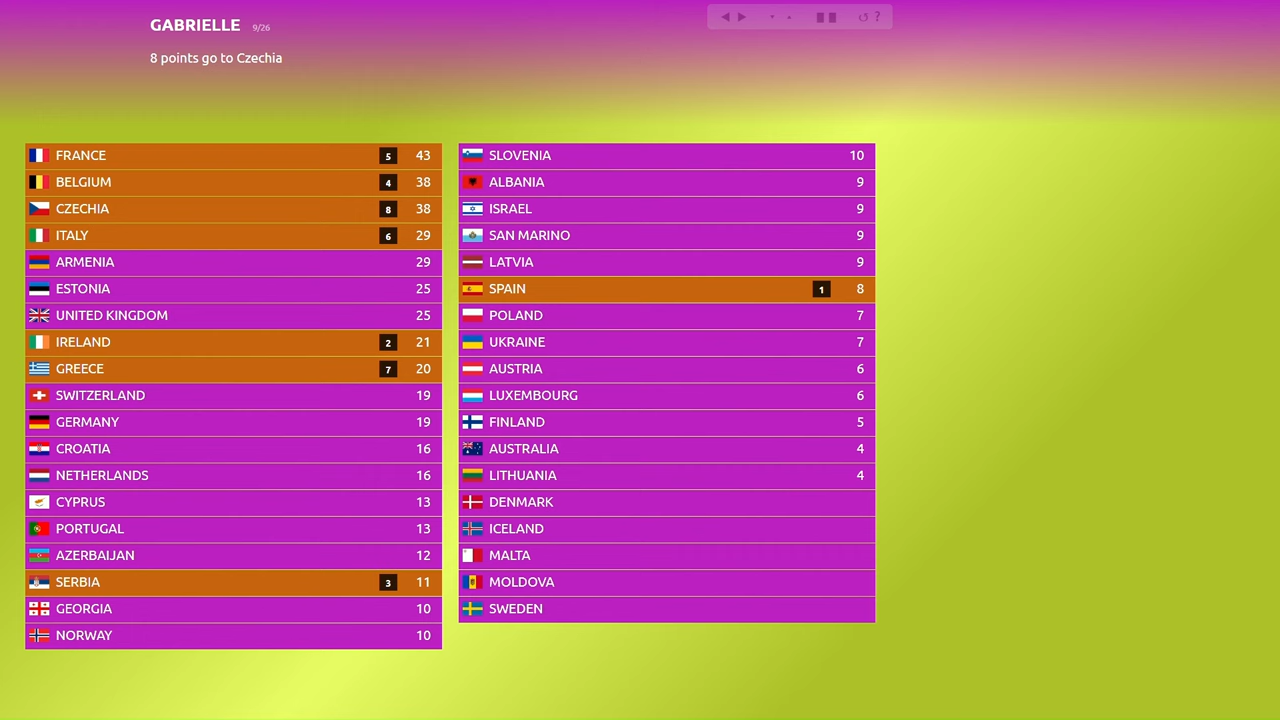 GABRIELLE 9/26
8 points go to Czechia
FRANCE 5 43
BELGIUM 4 38
CZECHIA 8 38
ITALY 6 29
ARMENIA 29
ESTONIA 25
UNITED KINGDOM 25
IRELAND 2 21
GREECE 7 20
SWITZERLAND 19
GERMANY 19
CROATIA 16
NETHERLANDS 16
CYPRUS 13
PORTUGAL 13
AZERBAIJAN 12
SERBIA 3 11
GEORGIA 10
NORWAY 10
SLOVENIA 10
ALBANIA 9
ISRAEL 9
SAN MARINO 9
LATVIA 9
SPAIN 1 8
POLAND 7
UKRAINE 7
AUSTRIA 6
LUXEMBOURG 6
FINLAND 5
AUSTRALIA 4
LITHUANIA 4
DENMARK
ICELAND
MALTA
MOLDOVA
SWEDEN